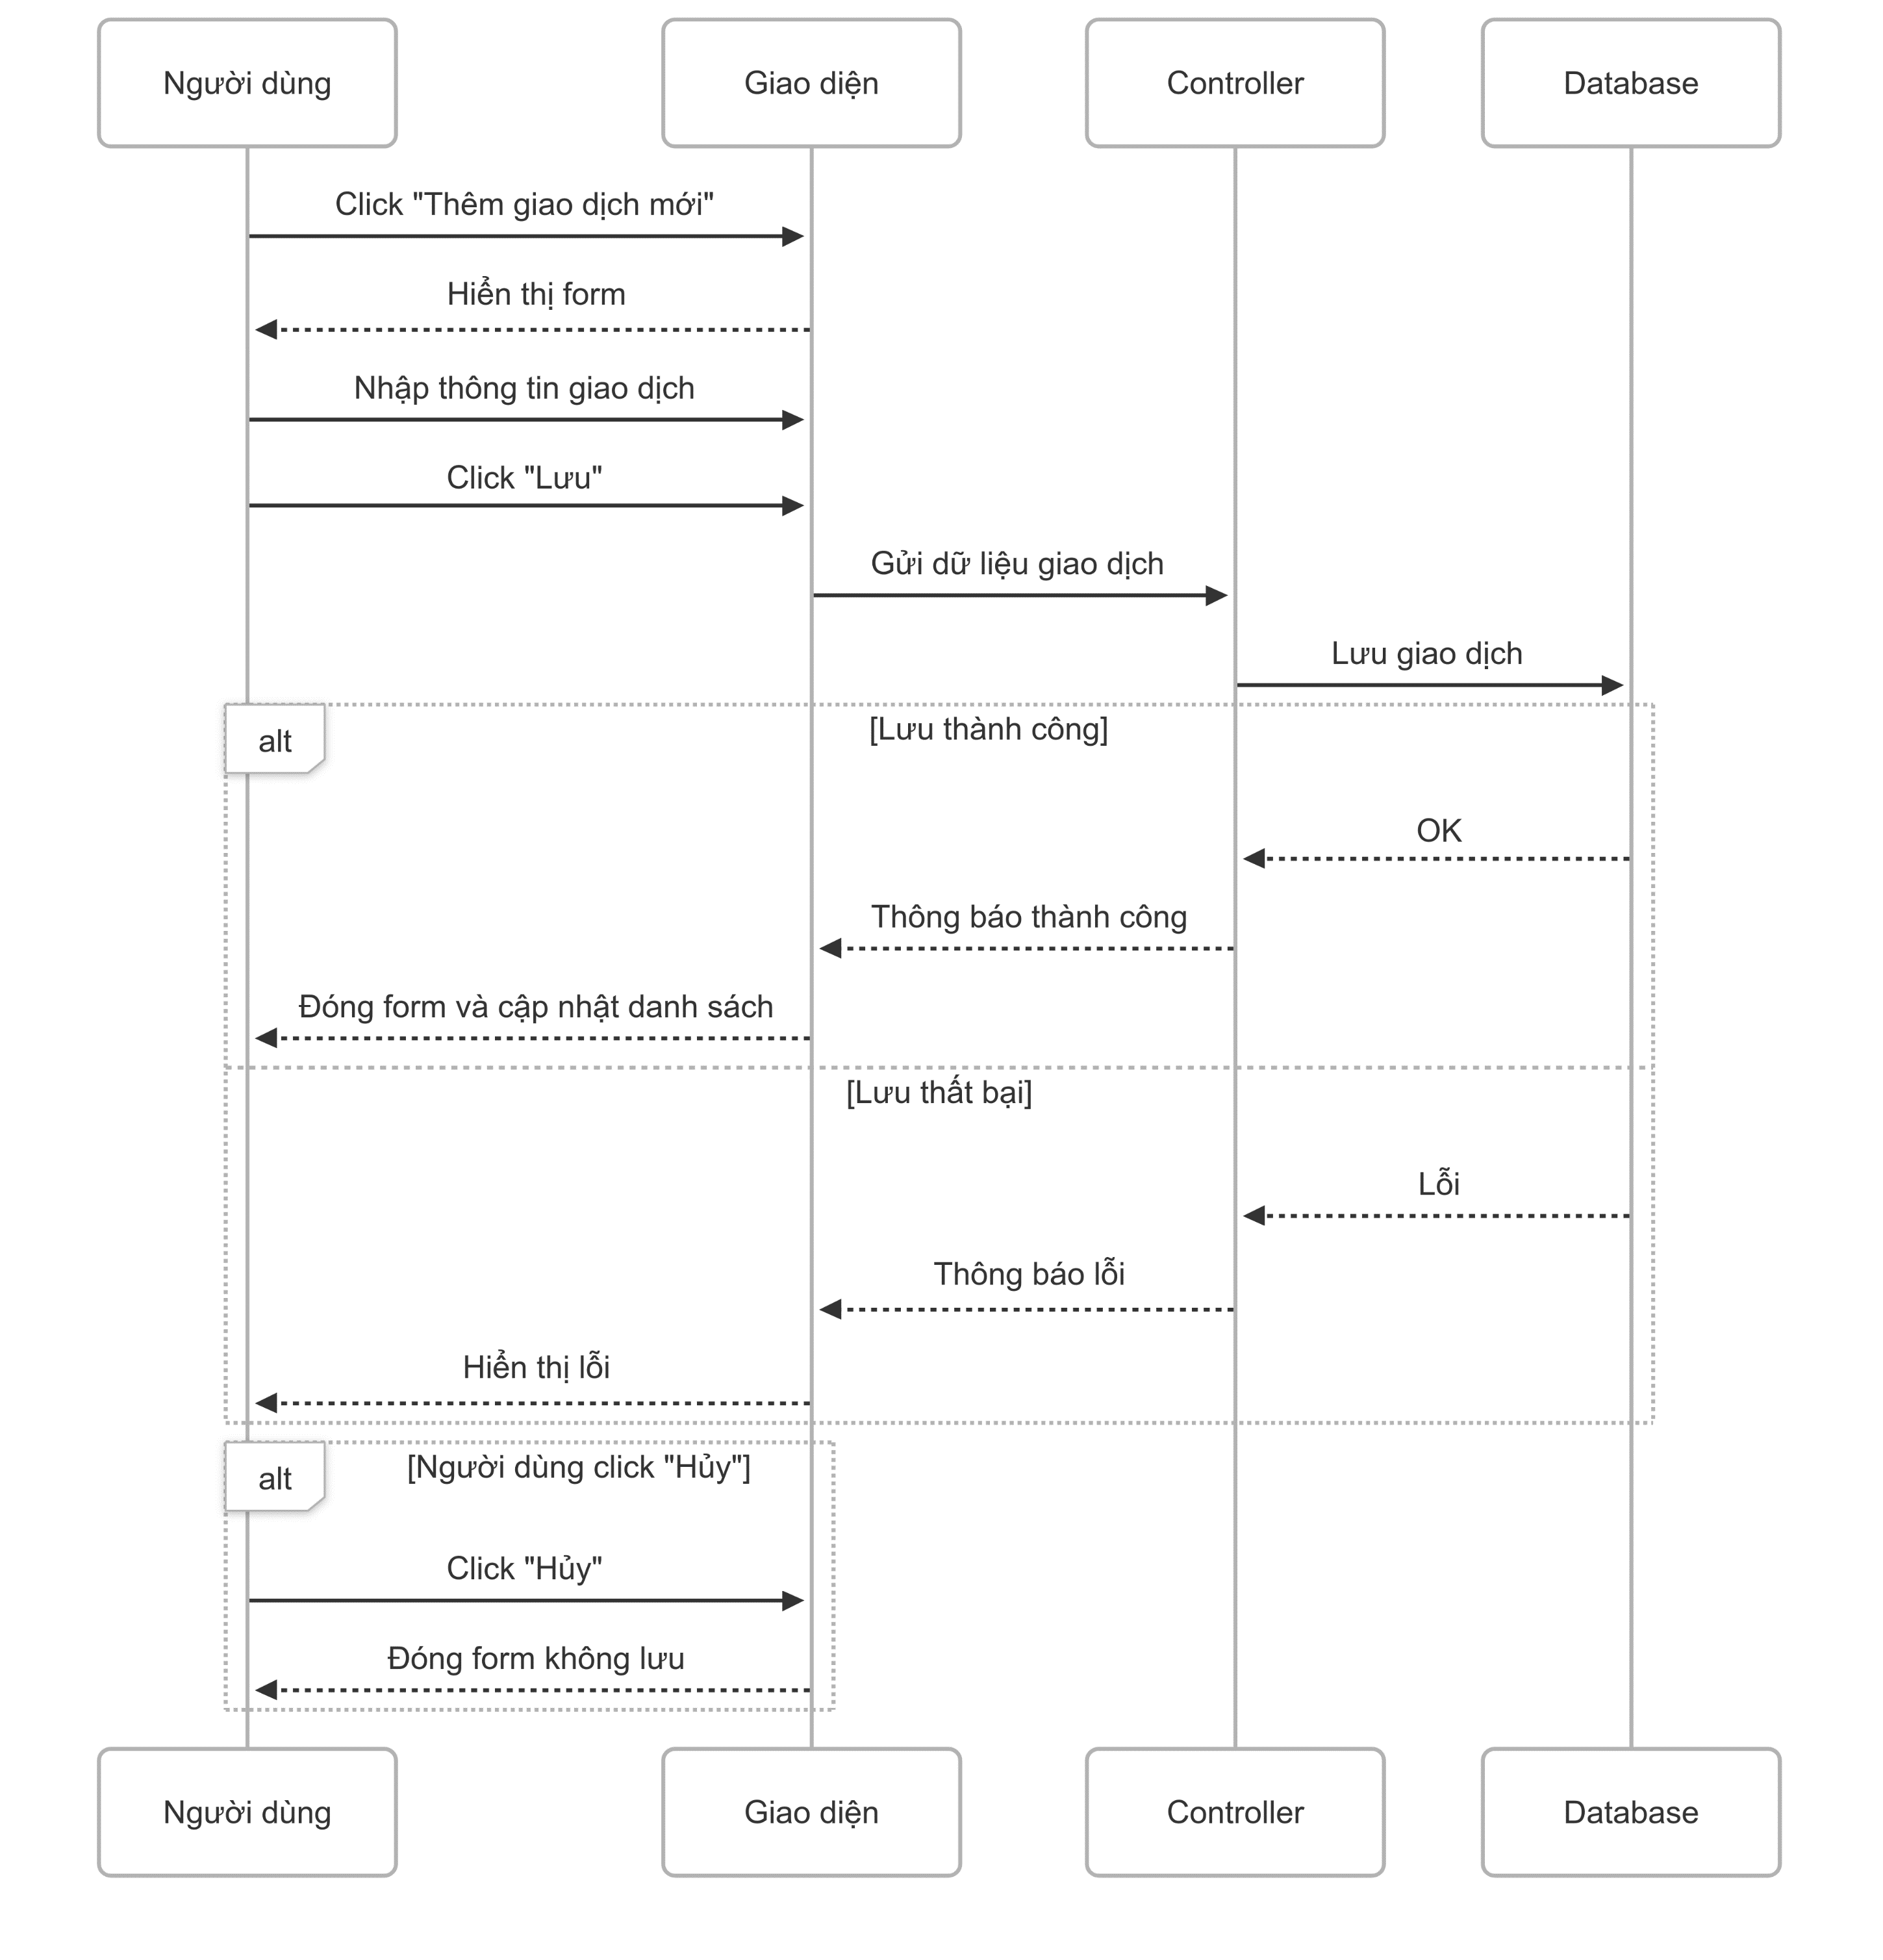 Người dùng
Giao diện
Controller
Database
Click "Thêm giao dịch mới"
Hiển thị form
Nhập thông tin giao dịch
Click "Lưu"
Gửi dữ liệu giao dịch
Lưu giao dịch
alt
[Lưu thành công]
OK
Thông báo thành công
Đóng form và cập nhật danh sách
[Lưu thất bại]
Lỗi
Thông báo lỗi
Hiển thị lỗi
alt
[Người dùng click "Hủy"]
Click "Hủy"
Đóng form không lưu
Người dùng
Giao diện
Controller
Database